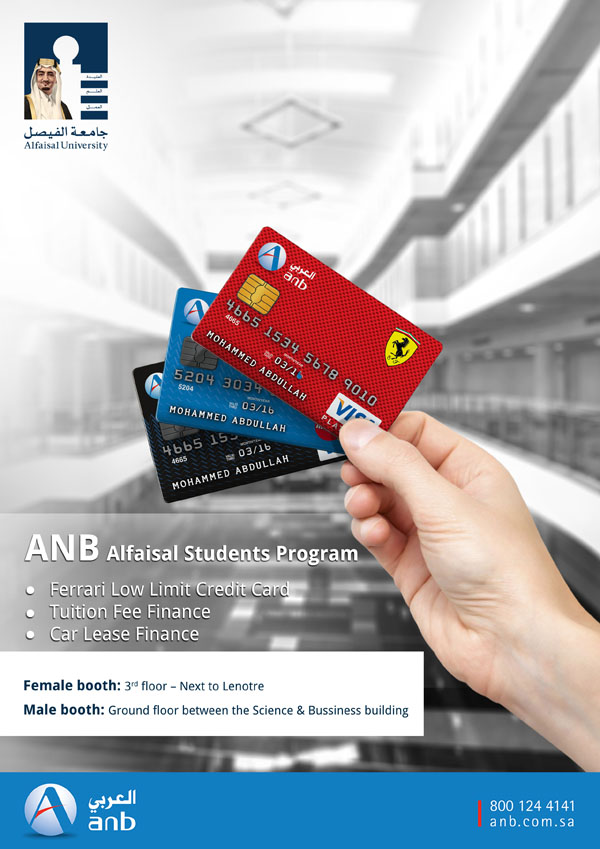 العقيدة
العلم
العمل
جامعة الفيصل
Alfaisal University
العربي
anb
4665 1534 5678 9010
4665
03/16
MOHAMMED ABDULLAH
VISA
5204 3034
5204
03/16
MOHAMMED ABDULLAH
4665 153
4665
03/16
MOHAMMED ABDULLAH
ANB Alfaisal Students Program
• Ferrari Low Limit Credit Card
• Tuition Fee Finance
• Car Lease Finance
Female booth: 3rd floor – Next to Lenotre
Male booth: Ground floor between the Science & Bussiness building
العربي
anb
800 124 4141
anb.com.sa